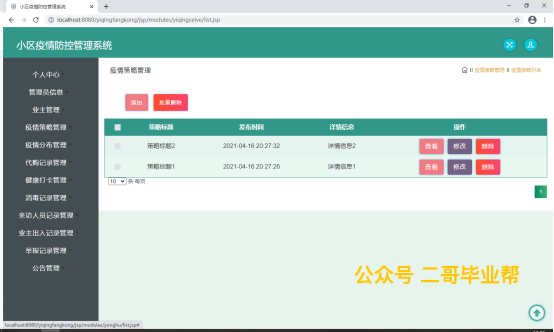 小区疫情防控管理系统
localhost:8080/yiqingfangkong/jsp/modules/yiqingcelve/list.jsp
小区疫情防控管理系统
个人中心
管理员信息
业主管理
疫情策略管理
疫情分布管理
代购记录管理
健康打卡管理
消毒记录管理
来访人员记录管理
业主出入记录管理
举报记录管理
公告管理
疫情策略管理
疫情策略管理
疫情策略列表
添加 批量删除
策略标题 发布时间 详情信息 操作
策略标题2 2021-04-16 20:27:32 详情信息2 查看 修改 删除
策略标题1 2021-04-16 20:27:26 详情信息1 查看 修改 删除
10 条 每页
1
公众号 二哥毕业帮
localhost:8080/yiqingfangkong/jsp/modules/yonghu/list.jsp#